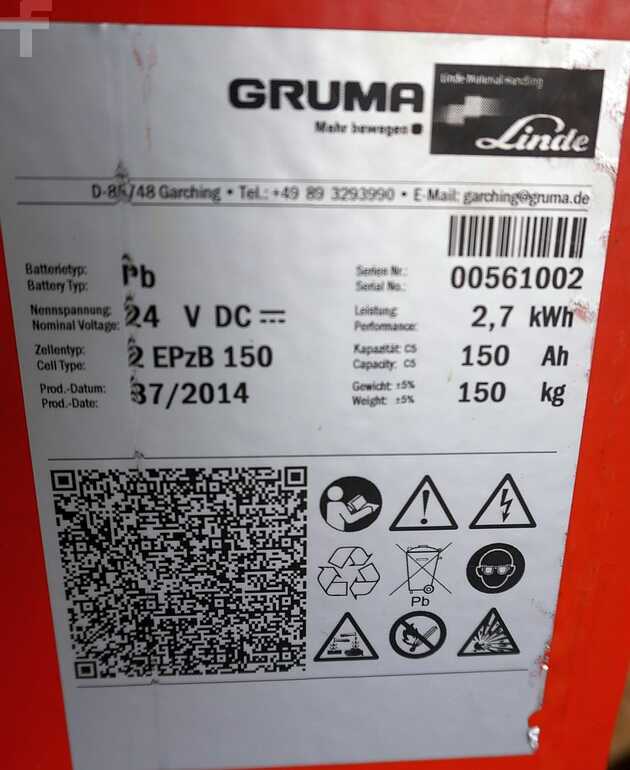 GRUMA
Mehr bewegen
Linde Material Handling
Linde
Garching • Tel.: +49 89 3293990 • E-Mail: garching@gruma.de
Batterietyp: Pb
Battery Typ:
Serien Nr.: 00561002
Serial No.:
Nennspannung: 24 V DC
Nominal Voltage:
Leistung: 2,7 kWh
Performance:
Zellentyp: 2 EPzB 150
Cell Type:
Kapazität: C5 150 Ah
Capacity: C5
Prod.-Datum: 37/2014
Prod.-Date:
Gewicht: ±5% 150 kg
Weight: ±5%
Pb